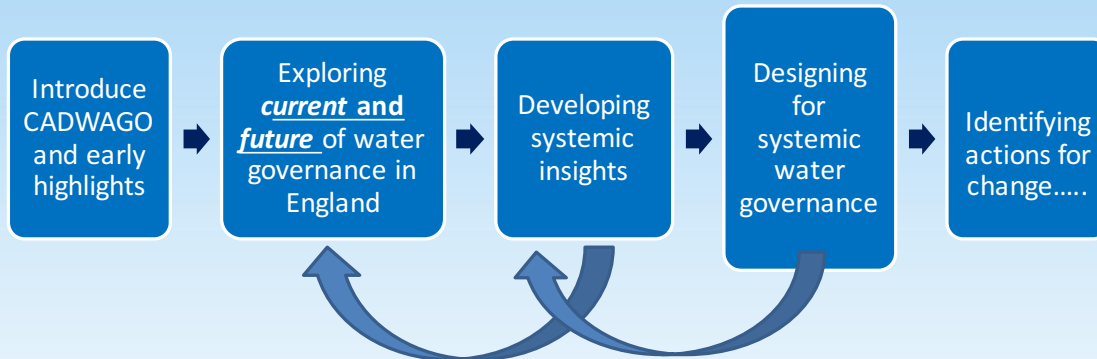 Introduce
CADWAGO
and early
highlights
Exploring
current and
future of water
governance in
England
Developing
systemic
insights
Designing
for
systemic
water
governance
Identifying
actions for
change.....